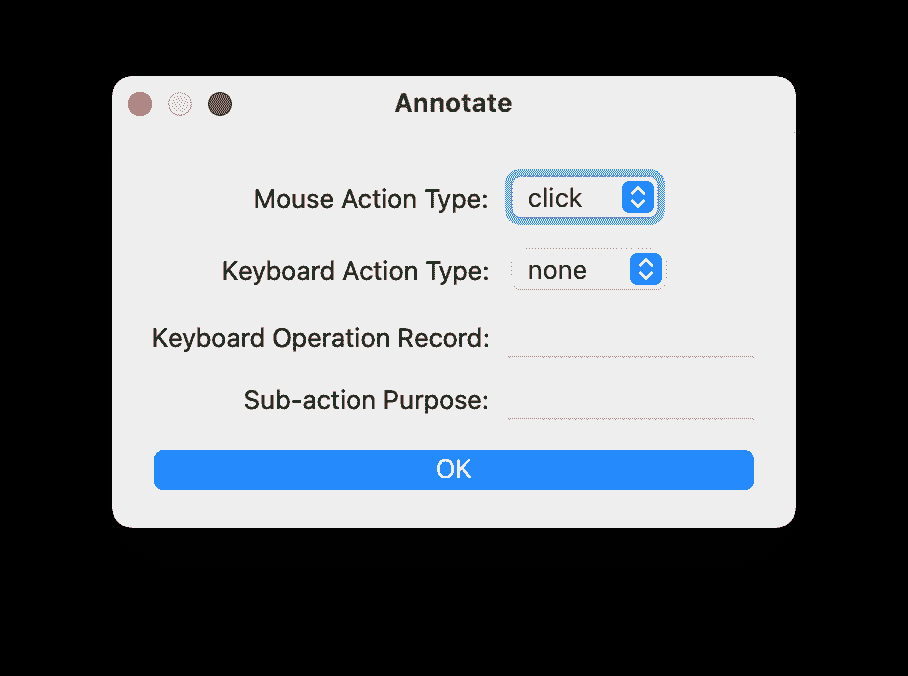 Annotate
Mouse Action Type: click
Keyboard Action Type: none
Keyboard Operation Record:
Sub-action Purpose:
OK